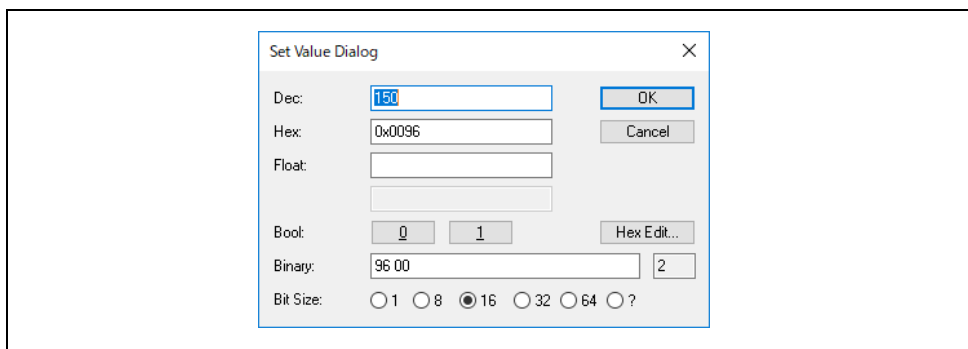 Set Value Dialog
Dec: 150 OK
Hex: 0x0096 Cancel
Float:
Bool: 0 1 Hex Edit...
Binary: 96 00 2
Bit Size: 1 8 16 32 64 ?